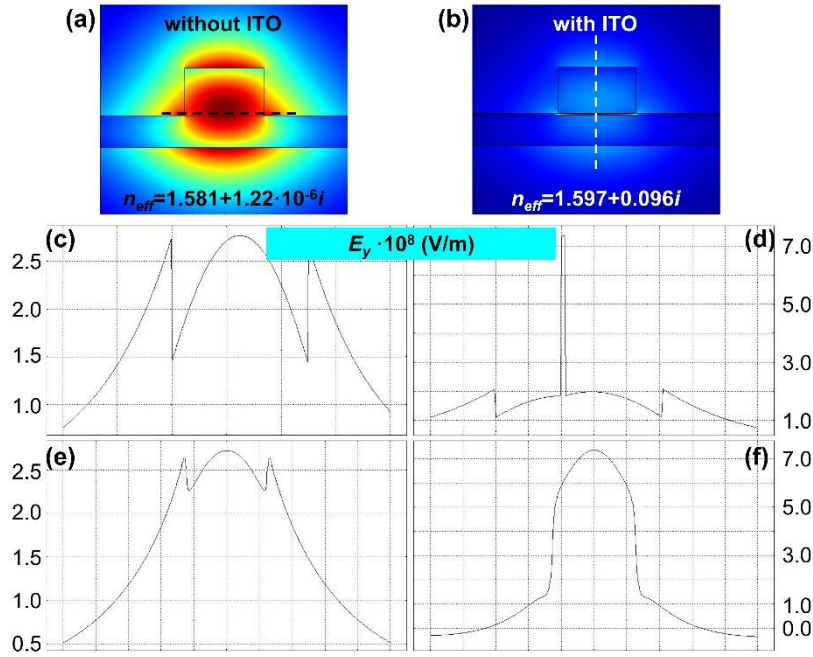 (a)
without ITO
n_eff=1.581+1.22·10⁻⁶i
(b)
with ITO
n_eff=1.597+0.096i
E_y ·10⁸ (V/m)
(c)
2.5
2.0
1.5
1.0
(d)
7.0
5.0
3.0
1.0
(e)
2.5
2.0
1.5
1.0
0.5
(f)
7.0
5.0
3.0
1.0
0.0